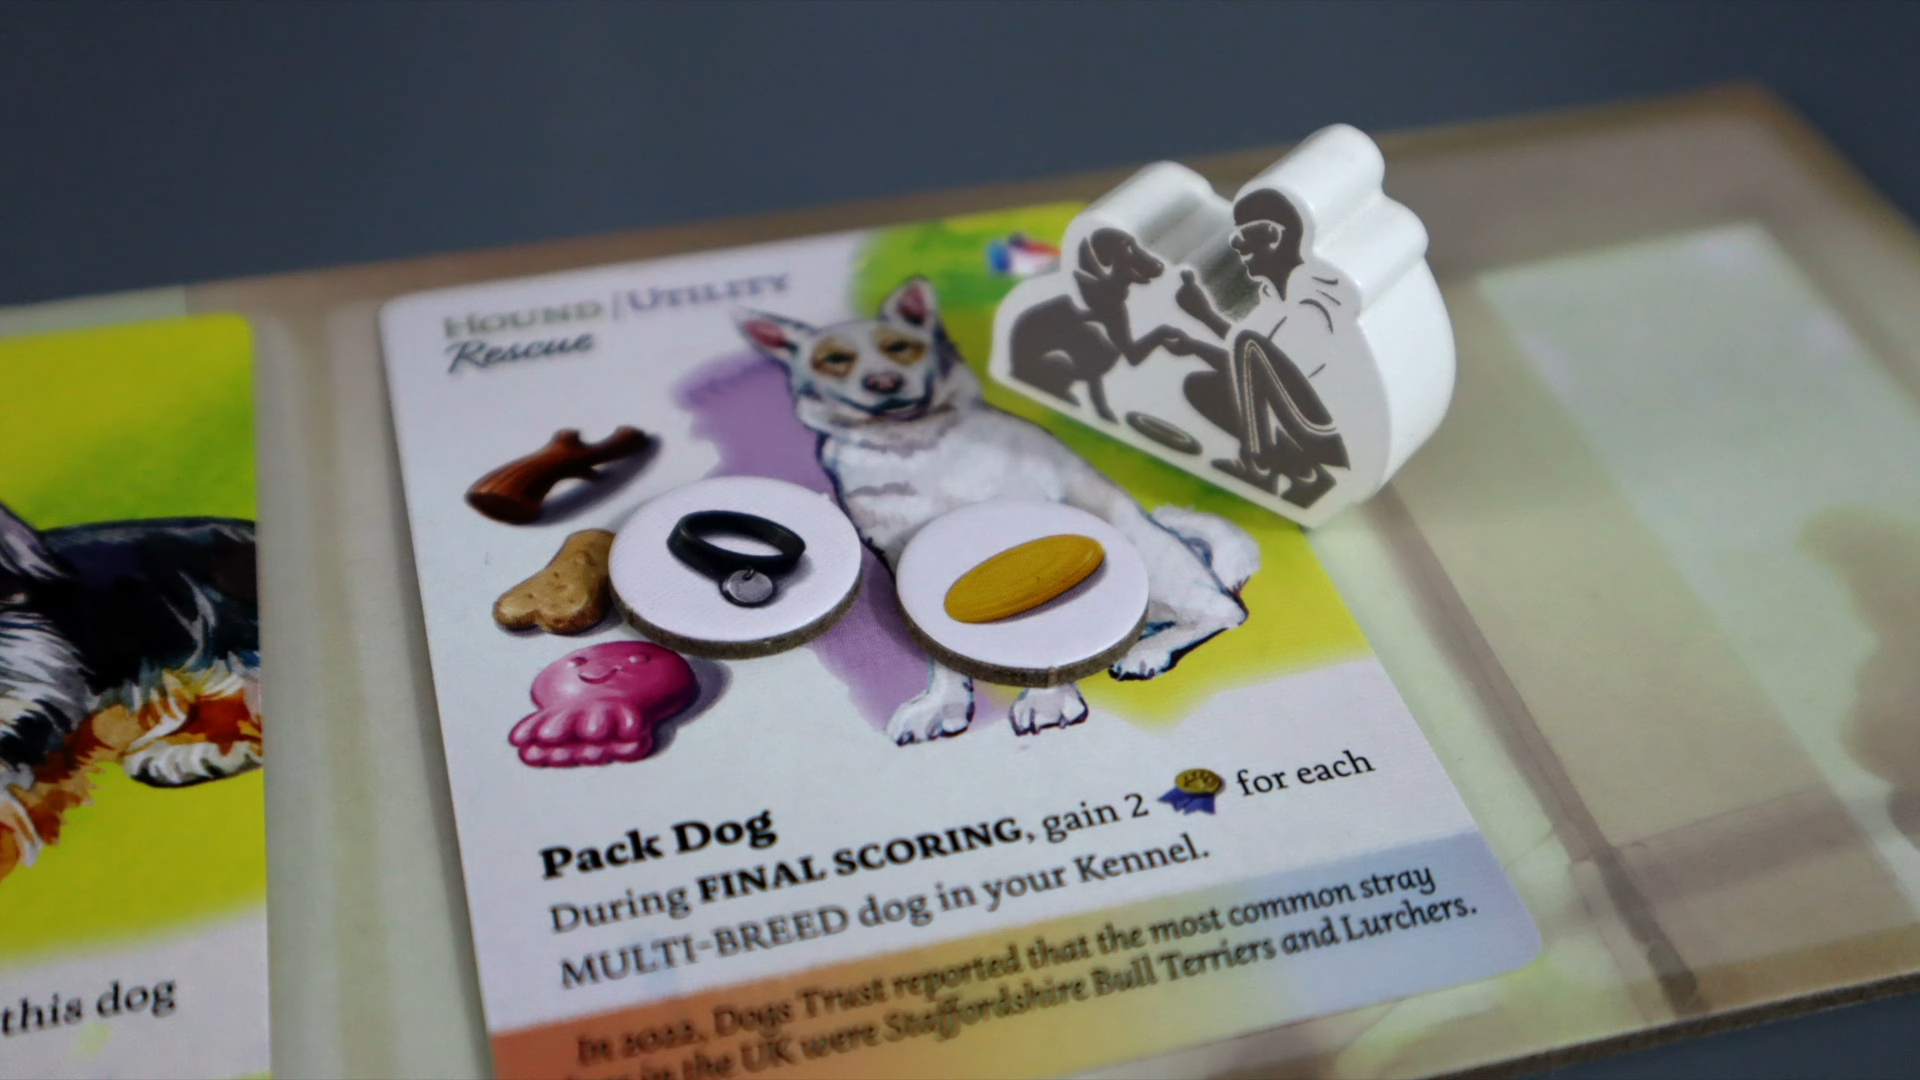 HOUND | UTILITY
Rescue
Pack Dog
During FINAL SCORING, gain 2 for each
MULTI-BREED dog in your Kennel.
In 2022, Dogs Trust reported that the most common stray
in the UK were Staffordshire Bull Terriers and Lurchers.
this dog